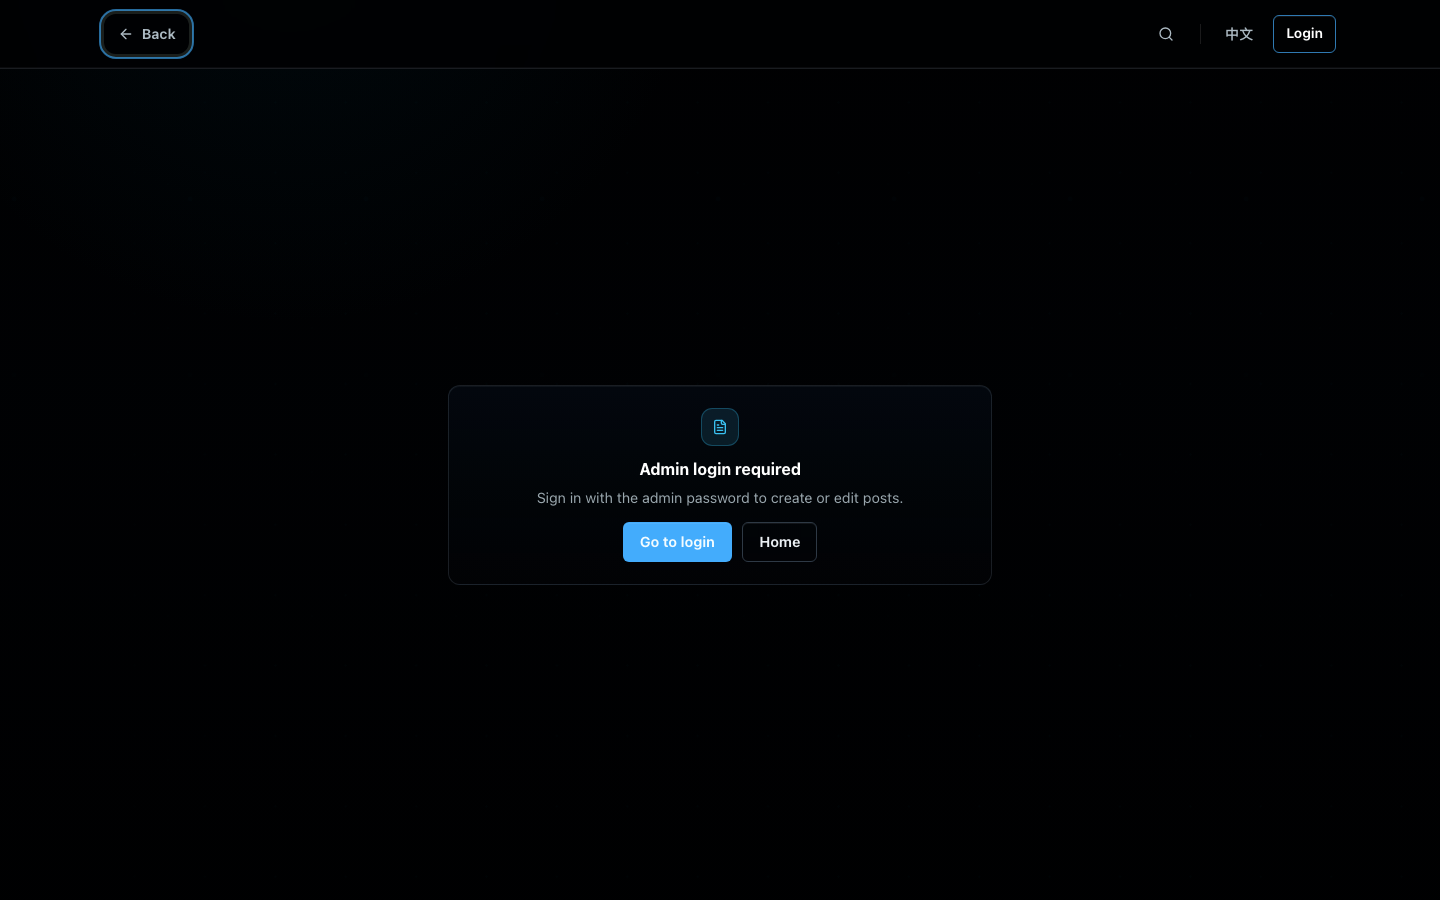 Back
中文
Login
Admin login required
Sign in with the admin password to create or edit posts.
Go to login
Home